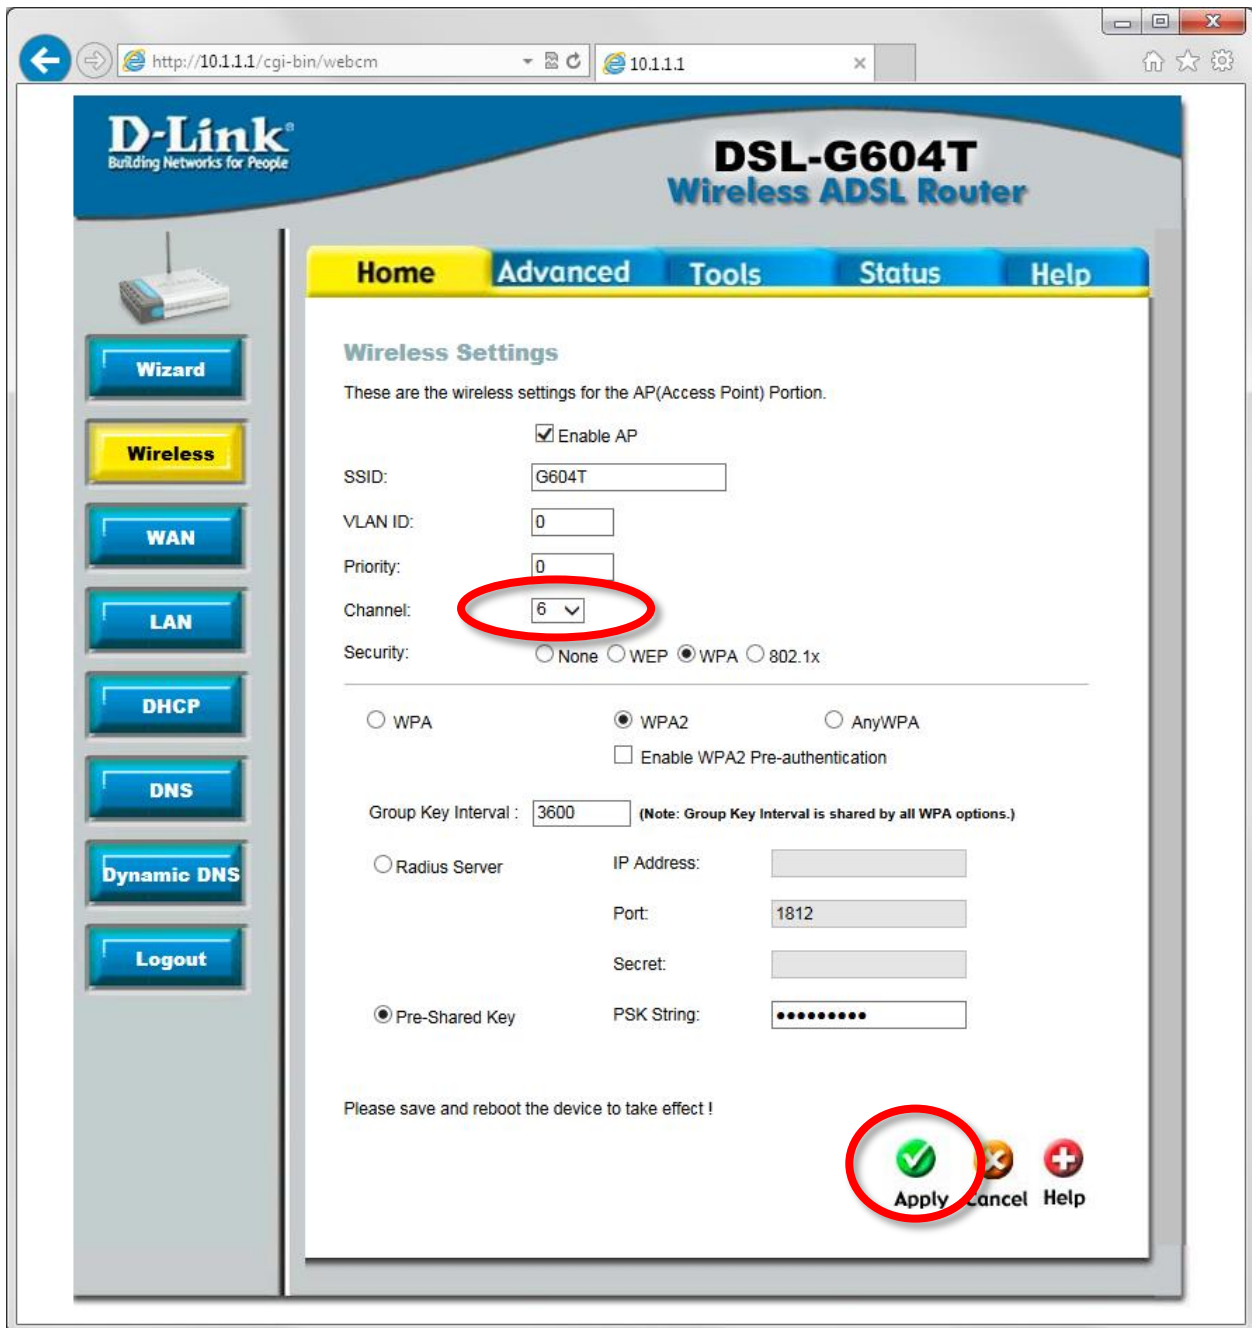 http://10.1.1.1/cgi-bin/webcm
10.1.1.1
D-Link®
Building Networks for People
DSL-G604T
Wireless ADSL Router
Home Advanced Tools Status Help
Wizard
Wireless
WAN
LAN
DHCP
DNS
Dynamic DNS
Logout
Wireless Settings
These are the wireless settings for the AP(Access Point) Portion.
Enable AP
SSID: G604T
VLAN ID: 0
Priority: 0
Channel: 6
Security: None WEP WPA 802.1x
WPA WPA2 AnyWPA
Enable WPA2 Pre-authentication
Group Key Interval : 3600 (Note: Group Key Interval is shared by all WPA options.)
Radius Server IP Address:
Port: 1812
Secret:
Pre-Shared Key PSK String: •••••••••
Please save and reboot the device to take effect !
Apply Cancel Help